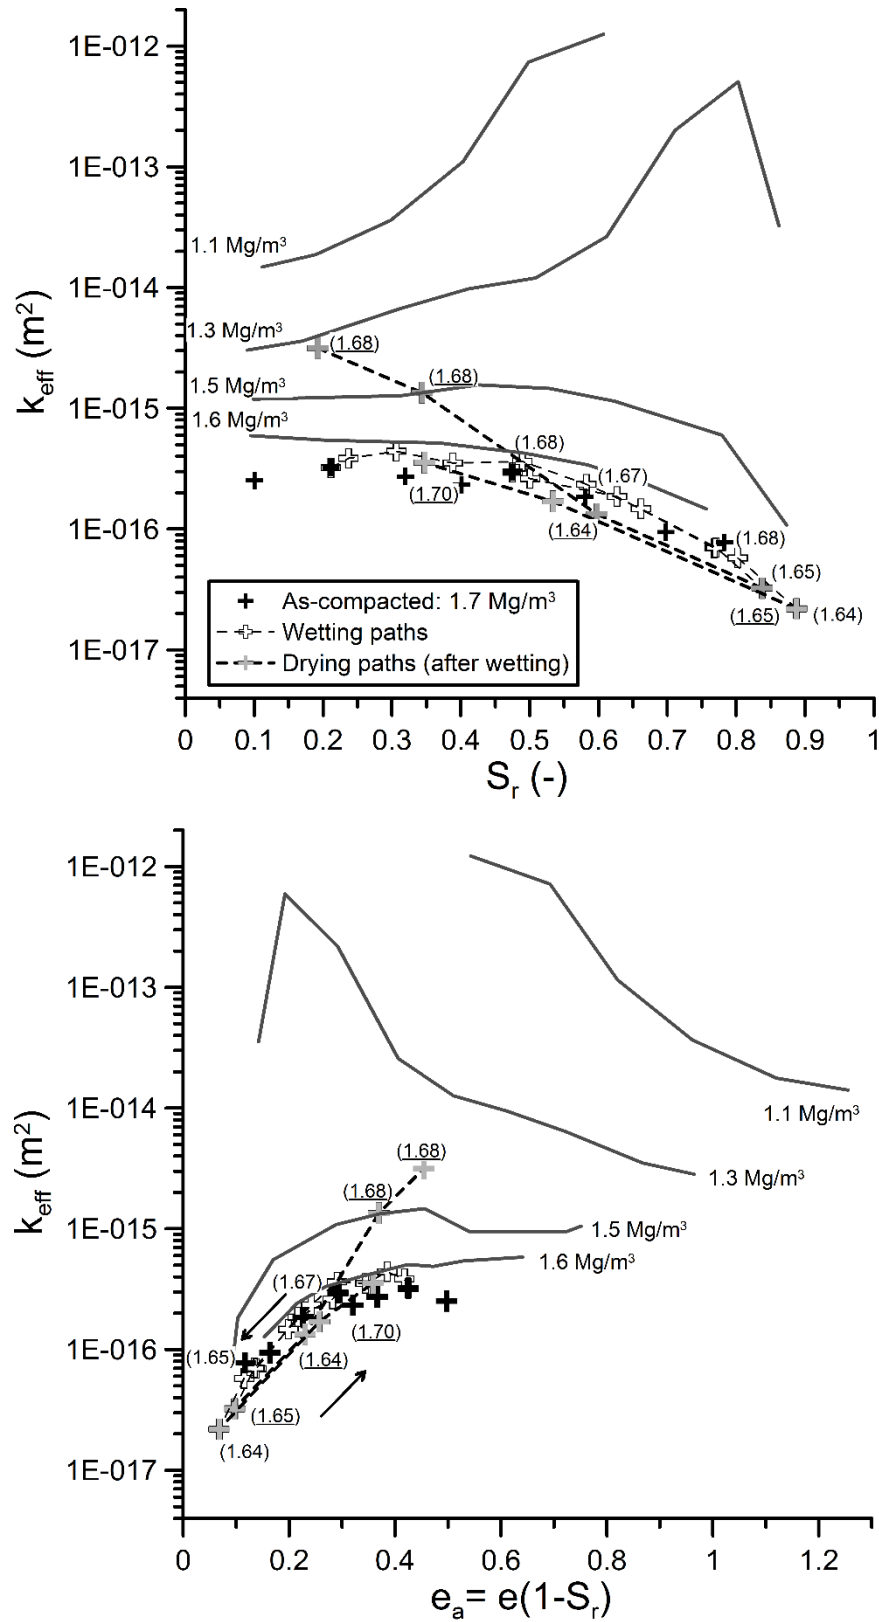 1E-012
1E-013
1E-014
1E-015
1E-016
1E-017
k_eff (m²)
1.1 Mg/m³
1.3 Mg/m³
1.5 Mg/m³
1.6 Mg/m³
(1.68)
(1.68)
(1.68)
(1.67)
(1.70)
(1.64)
(1.68)
(1.65)
(1.65)
(1.64)
As-compacted: 1.7 Mg/m³
Wetting paths
Drying paths (after wetting)
0 0.1 0.2 0.3 0.4 0.5 0.6 0.7 0.8 0.9 1
S_r (-)
1E-012
1E-013
1E-014
1E-015
1E-016
1E-017
k_eff (m²)
1.1 Mg/m³
1.3 Mg/m³
1.5 Mg/m³
1.6 Mg/m³
(1.68)
(1.68)
(1.67)
(1.70)
(1.65)
(1.64)
(1.65)
(1.64)
0 0.2 0.4 0.6 0.8 1 1.2
e_a= e(1-S_r)